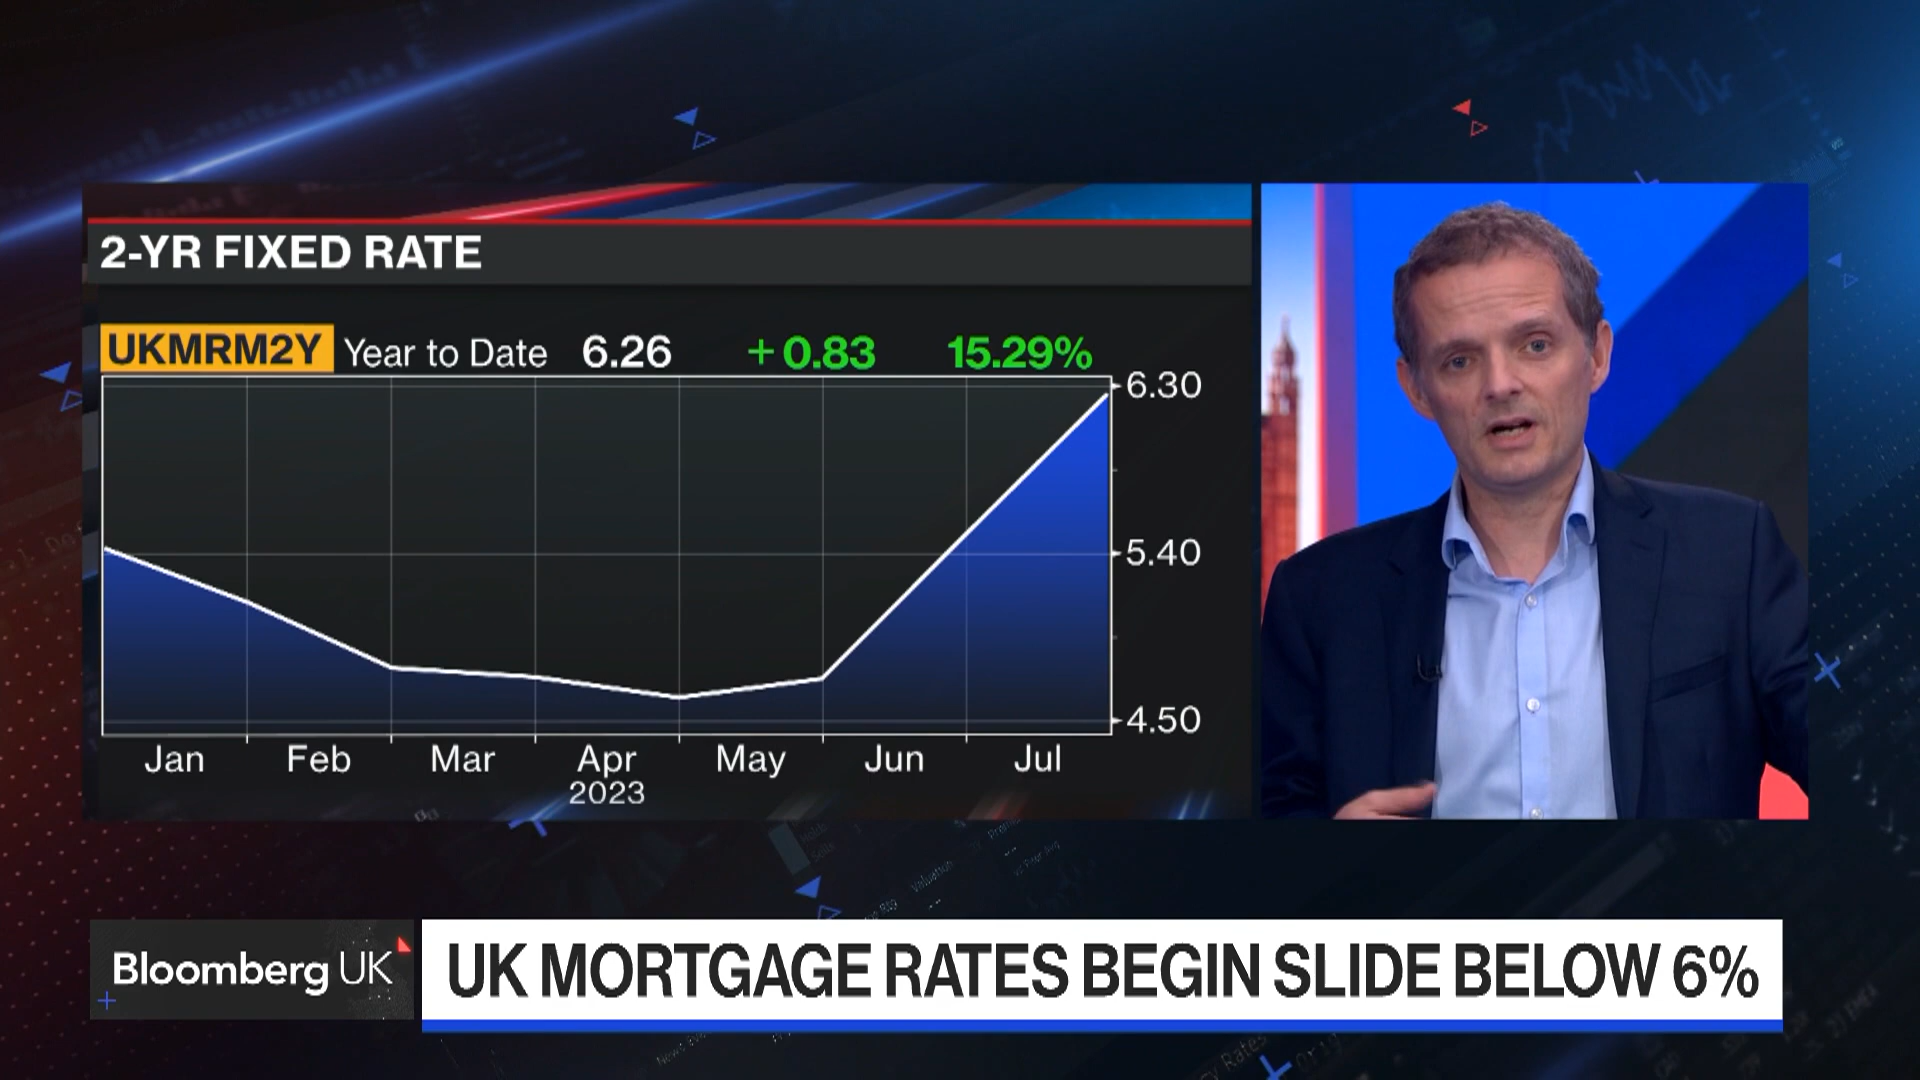 2-YR FIXED RATE
UKMRM2Y Year to Date 6.26 +0.83 15.29%
6.30
5.40
4.50
Jan Feb Mar Apr May Jun Jul
2023
Bloomberg UK
UK MORTGAGE RATES BEGIN SLIDE BELOW 6%
Valuation